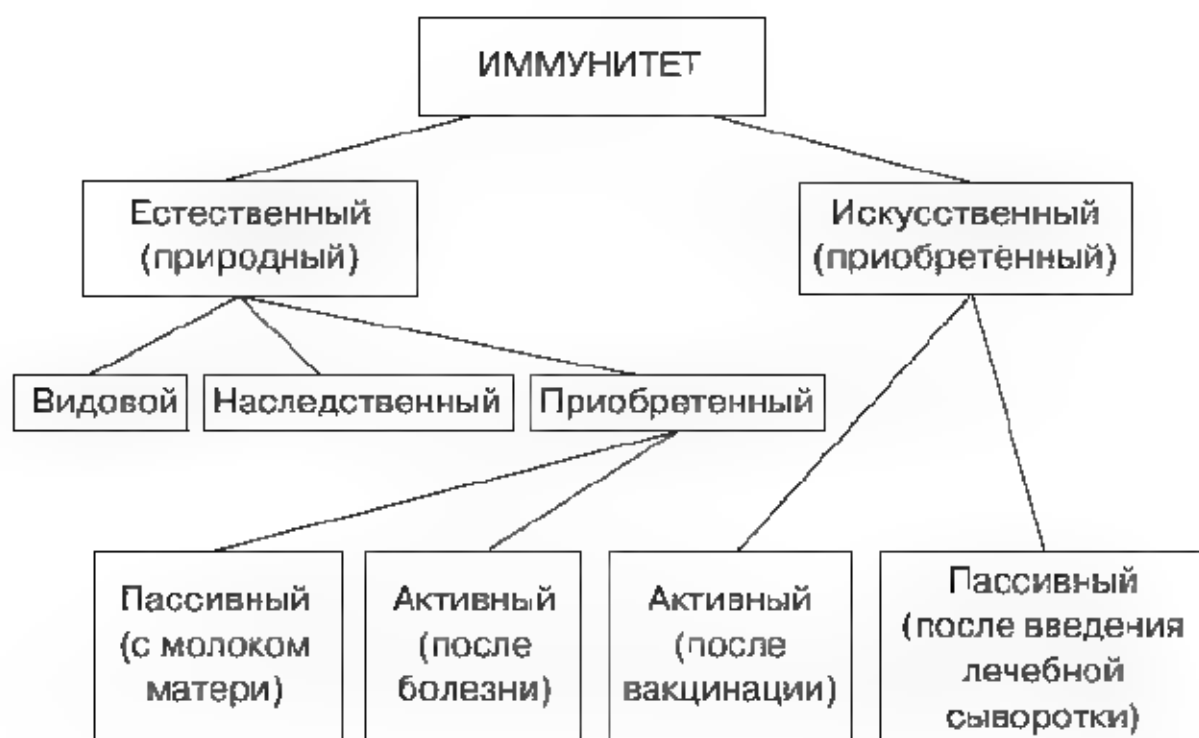 ИММУНИТЕТ
Естественный
(природный)
Искусственный
(приобретённый)
Видовой
Наследственный
Приобретенный
Пассивный
(с молоком
матери)
Активный
(после
болезни)
Активный
(после
вакцинации)
Пассивный
(после введения
лечебной
сыворотки)